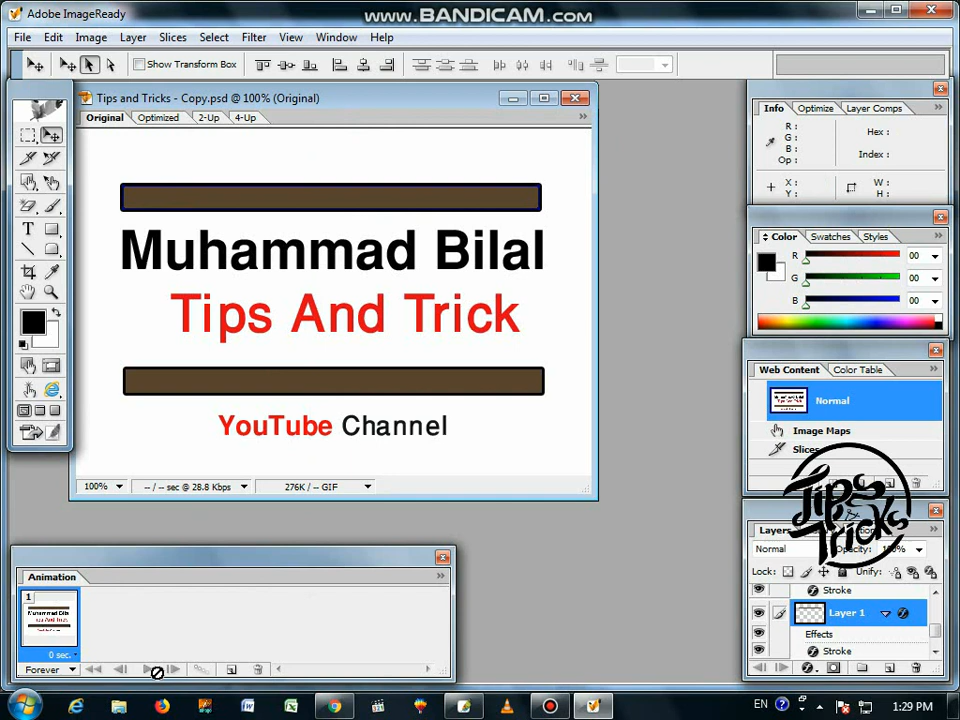 Adobe ImageReady
www.BANDICAM.com
File Edit Image Layer Slices Select Filter View Window Help
Show Transform Box
Tips and Tricks - Copy.psd @ 100% (Original)
Original Optimized 2-Up 4-Up
Muhammad Bilal
Tips And Trick
YouTube Channel
100% -- / -- sec @ 28.8 Kbps 276K / -- GIF
Info Optimize Layer Comps
R :
G :
B :
Op :
Hex :
Index :
X :
Y :
W :
H :
Color Swatches Styles
R 00
G 00
B 00
Web Content Color Table
Normal
Image Maps
Slices
Tips
&
Tricks
Layers
Normal Opacity: 100%
Lock: Unify:
Stroke
Layer 1
Effects
Stroke
Animation
1
Muhammad Bilal
0 sec.
Forever
EN 1:29 PM